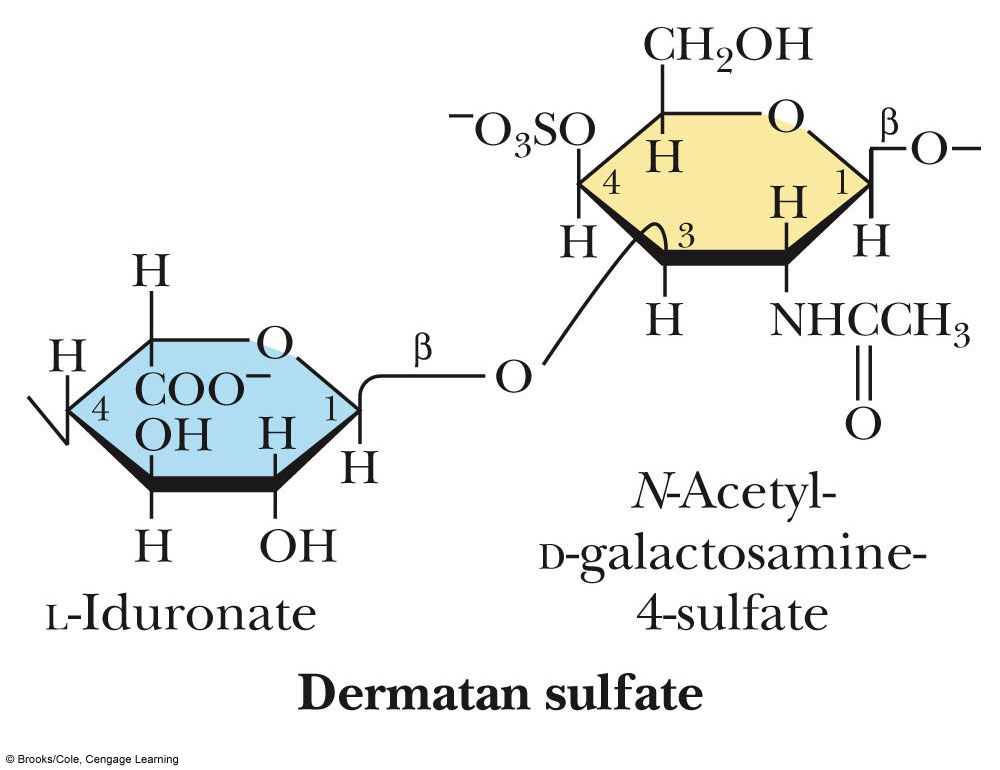 CH₂OH
⁻O₃SO
O
β
O
H
4
1
H
3
H
H
H
NHCCH₃
O
H
H
O
β
O
COO⁻
4
1
OH
H
H
H
OH
N-Acetyl-
D-galactosamine-
4-sulfate
L-Iduronate
Dermatan sulfate
© Brooks/Cole, Cengage Learning